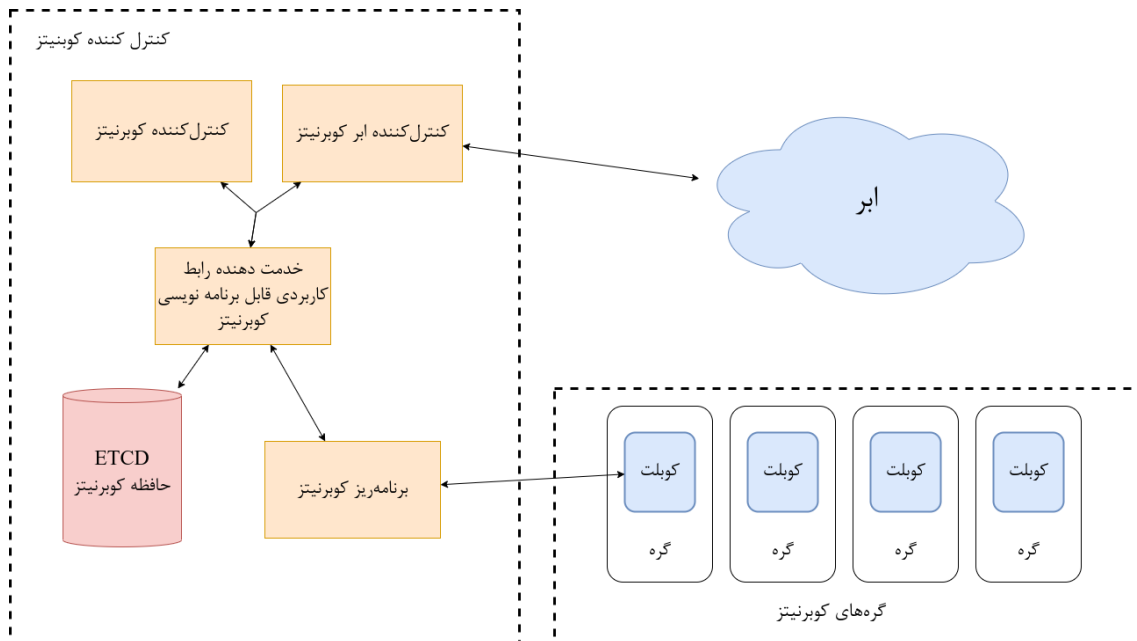 کنترل کننده کوبنیتز
کنترل‌کننده کوبرنیتز
کنترل‌کننده ابر کوبرنیتز
ابر
خدمت دهنده رابط
کاربردی قابل برنامه نویسی
کوبرنیتز
ETCD
حافظه کوبرنیتز
برنامه‌ریز کوبرنیتز
کوبلت
کوبلت
کوبلت
کوبلت
گره
گره
گره
گره
گره‌های کوبرنیتز